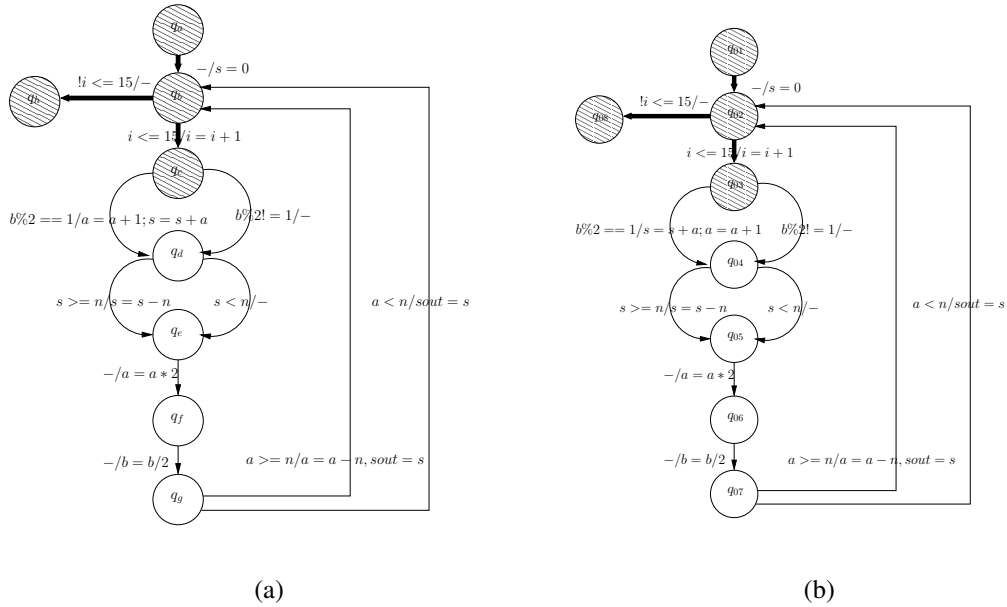 q_a
-/s = 0
!i <= 15/-
q_h
q_b
i <= 15/i = i + 1
q_c
b%2 == 1/a = a + 1; s = s + a
b%2! = 1/-
q_d
s >= n/s = s - n
s < n/-
a < n/sout = s
q_e
-/a = a * 2
q_f
-/b = b/2
a >= n/a = a - n, sout = s
q_g
(a)
q_01
-/s = 0
!i <= 15/-
q_08
q_02
i <= 15/i = i + 1
q_03
b%2 == 1/s = s + a; a = a + 1
b%2! = 1/-
q_04
s >= n/s = s - n
s < n/-
a < n/sout = s
q_05
-/a = a * 2
q_06
-/b = b/2
a >= n/a = a - n, sout = s
q_07
(b)